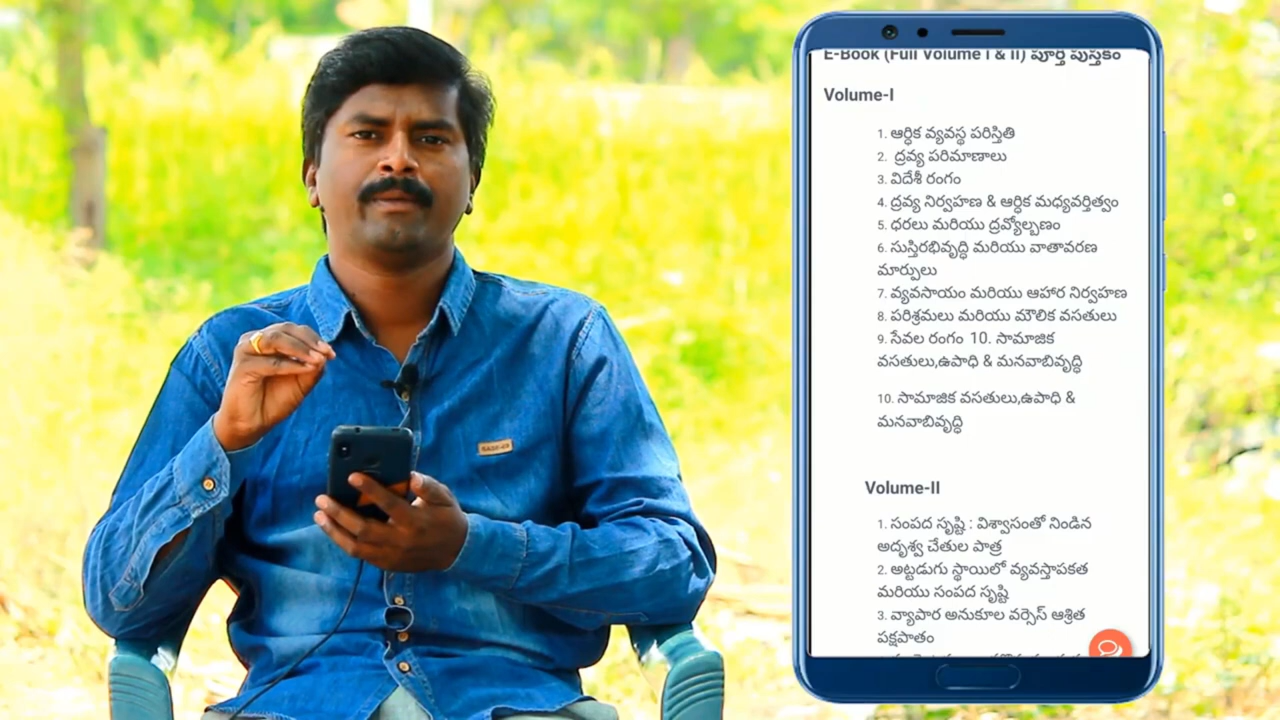 E-Book (Full Volume I & II) పూర్తి పుస్తకం
Volume-I
1. ఆర్ధిక వ్యవస్థ పరిస్తితి
2. ద్రవ్య పరిమాణాలు
3. విదేశీ రంగం
4. ద్రవ్య నిర్వహణ & ఆర్ధిక మధ్యవర్తిత్వం
5. ధరలు మరియు ద్రవ్యోల్బణం
6. సుస్తిరభివృద్ధి మరియు వాతావరణ
మార్పులు
7. వ్యవసాయం మరియు ఆహార నిర్వహణ
8. పరిశ్రమలు మరియు మౌలిక వసతులు
9. సేవల రంగం 10. సామాజిక
వసతులు,ఉపాధి & మనవాబివృద్ధి
10. సామాజిక వసతులు,ఉపాధి &
మనవాబివృద్ధి
Volume-II
1. సంపద సృష్టి : విశ్వాసంతో నిండిన
అదృశ్వ చేతుల పాత్ర
2. అట్టడుగు స్థాయిలో వ్యవస్తాపకత
మరియు సంపద సృష్టి
3. వ్యాపార అనుకూల వర్సెస్ ఆశ్రిత
పక్షపాతం